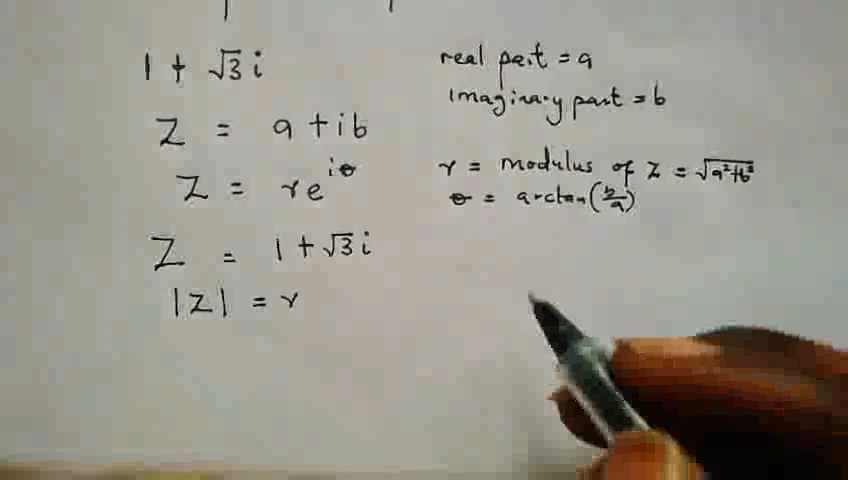 1 + √3 i
real part = a
imaginary part = b
Z = a + ib
Z = re^{iθ}
r = modulus of Z = √a²+b²
θ = arctan(b/a)
Z = 1 + √3 i
|Z| = r